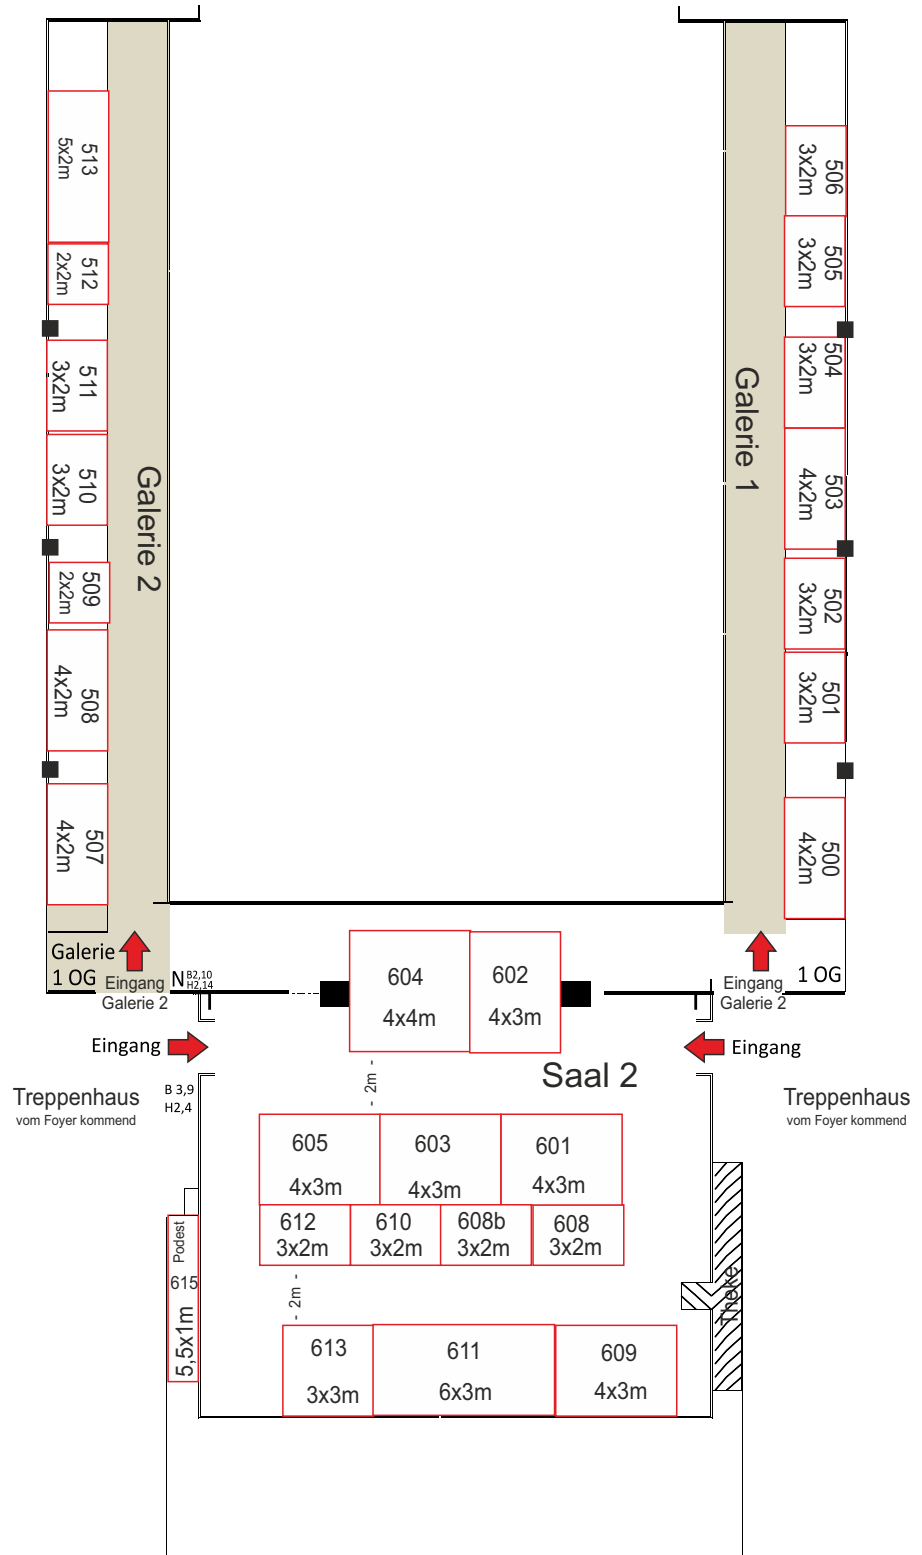 513
5x2m
512
2x2m
511
3x2m
510
3x2m
509
2x2m
508
4x2m
507
4x2m
Galerie 2
Galerie 1
506
3x2m
505
3x2m
504
3x2m
503
4x2m
502
3x2m
501
3x2m
500
4x2m
Galerie
1 OG
Eingang
Galerie 2
N B2,10
H2,14
604
4x4m
602
4x3m
Eingang
Galerie 2
1 OG
Eingang
Eingang
Saal 2
- 2m -
Treppenhaus
vom Foyer kommend
B 3,9
H2,4
Treppenhaus
vom Foyer kommend
605
4x3m
603
4x3m
601
4x3m
612
3x2m
610
3x2m
608b
3x2m
608
3x2m
Podest
615
5,5x1m
- 2m -
Theke
613
3x3m
611
6x3m
609
4x3m